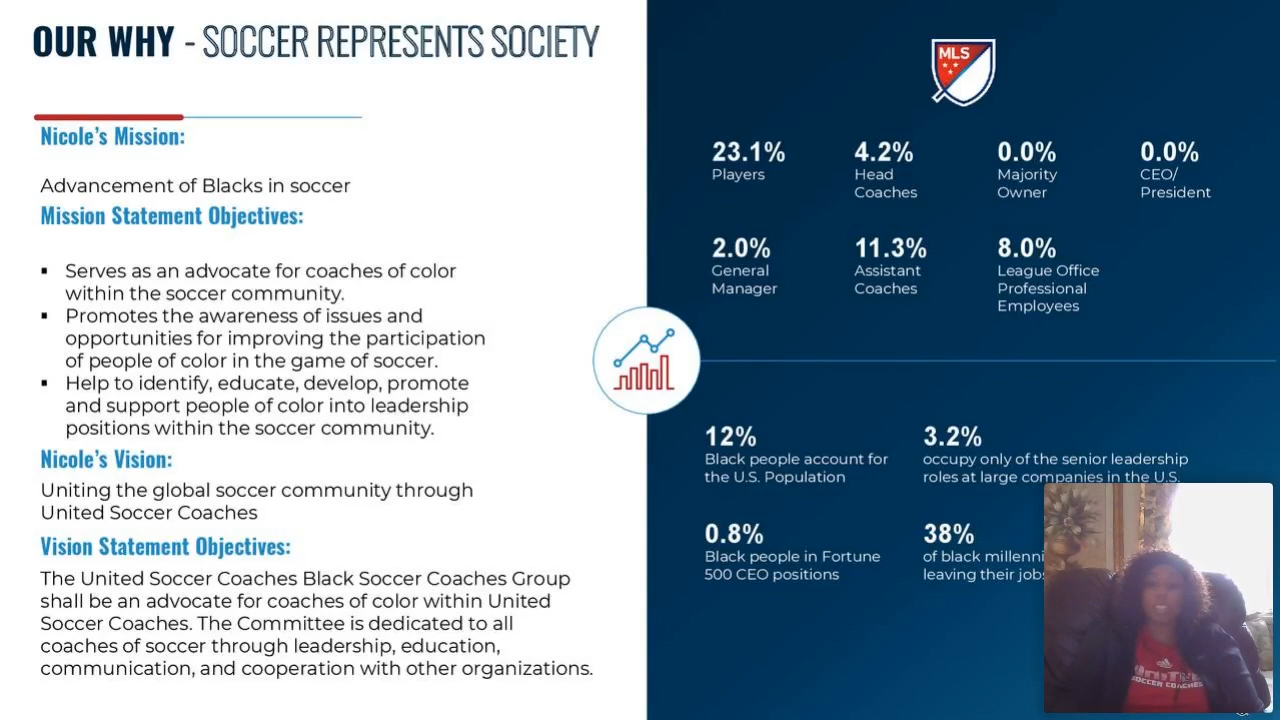 OUR WHY - SOCCER REPRESENTS SOCIETY
Nicole's Mission:
Advancement of Blacks in soccer
Mission Statement Objectives:
▪ Serves as an advocate for coaches of color
within the soccer community.
▪ Promotes the awareness of issues and
opportunities for improving the participation
of people of color in the game of soccer.
▪ Help to identify, educate, develop, promote
and support people of color into leadership
positions within the soccer community.
Nicole's Vision:
Uniting the global soccer community through
United Soccer Coaches
Vision Statement Objectives:
The United Soccer Coaches Black Soccer Coaches Group
shall be an advocate for coaches of color within United
Soccer Coaches. The Committee is dedicated to all
coaches of soccer through leadership, education,
communication, and cooperation with other organizations.
MLS
23.1%
Players
4.2%
Head
Coaches
0.0%
Majority
Owner
0.0%
CEO/
President
2.0%
General
Manager
11.3%
Assistant
Coaches
8.0%
League Office
Professional
Employees
12%
Black people account for
the U.S. Population
3.2%
occupy only of the senior leadership
roles at large companies in the U.S.
0.8%
Black people in Fortune
500 CEO positions
38%
of black
leaving their jobs
adidas
UNITED
SOCCER COACHES